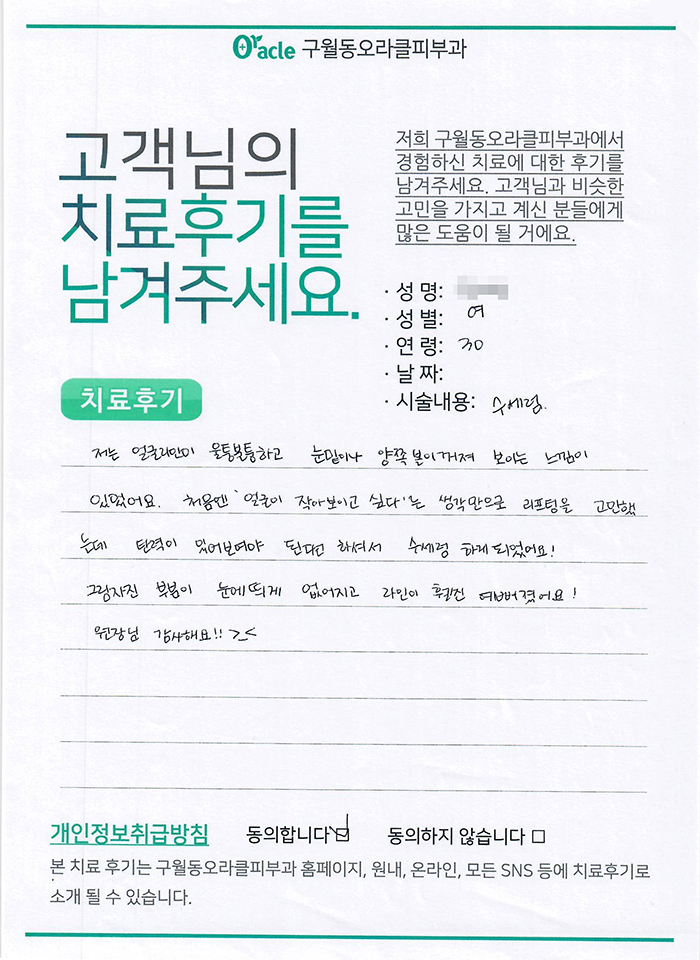 Oracle 구월동오라클피부과
고객님의
치료후기를
남겨주세요.
저희 구월동오라클피부과에서
경험하신 치료에 대한 후기를
남겨주세요. 고객님과 비슷한
고민을 가지고 계신 분들에게
많은 도움이 될 거에요.
· 성 명:
· 성 별: 여
· 연 령: 30
· 날 짜:
· 시술내용: 수세렁.
치료후기
저는 얼굴라인이 울퉁불퉁하고 눈밑이나 양쪽 볼이 꺼져 보이는 느낌이
있었어요. 처음엔 '얼굴이 작아보이고 싶다'는 생각만으로 리프팅을 고민했
는데 탄력이 있어보여야 된다고 하셔서 수세렁 하게 되었어요!
그림자진 부분이 눈에 띄게 없어지고 라인이 훨씬 예뻐졌어요!
원장님 감사해요!! >_<
개인정보취급방침 동의합니다 동의하지 않습니다
본 치료 후기는 구월동오라클피부과 홈페이지, 원내, 온라인, 모든 SNS 등에 치료후기로
소개 될 수 있습니다.